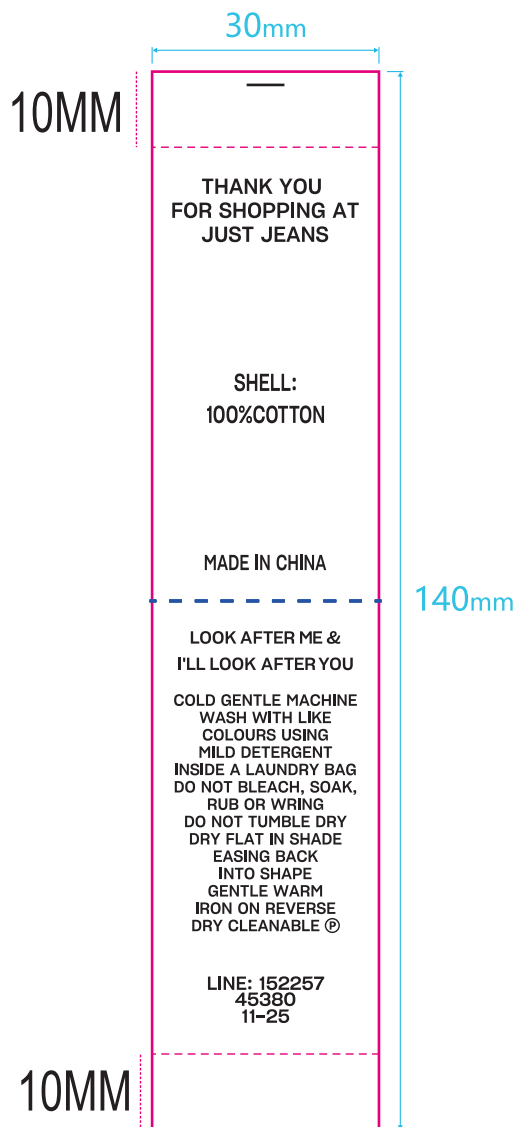 30mm
10MM
THANK YOU
FOR SHOPPING AT
JUST JEANS
SHELL:
100%COTTON
MADE IN CHINA
140mm
LOOK AFTER ME &
I'LL LOOK AFTER YOU
COLD GENTLE MACHINE
WASH WITH LIKE
COLOURS USING
MILD DETERGENT
INSIDE A LAUNDRY BAG
DO NOT BLEACH, SOAK,
RUB OR WRING
DO NOT TUMBLE DRY
DRY FLAT IN SHADE
EASING BACK
INTO SHAPE
GENTLE WARM
IRON ON REVERSE
DRY CLEANABLE Ⓟ
LINE: 152257
45380
11-25
10MM